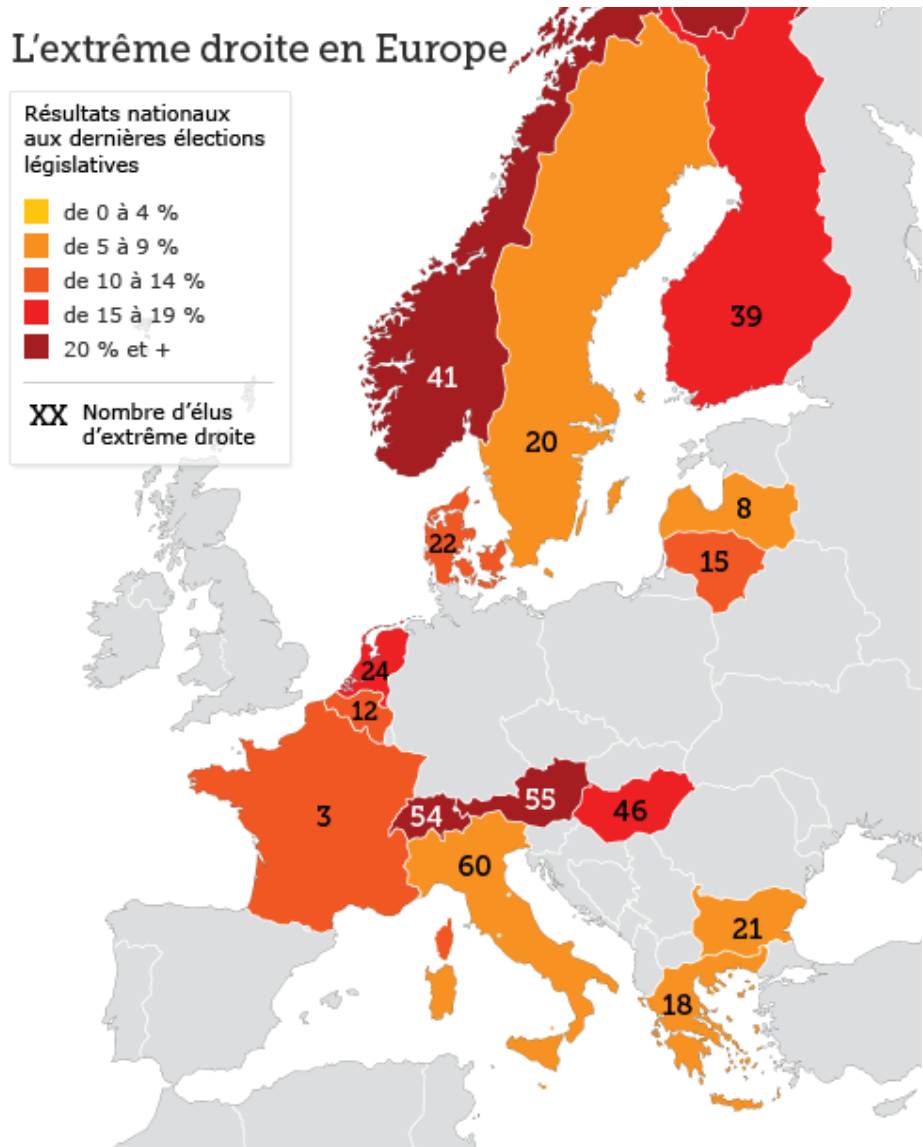 L'extrême droite en Europe
Résultats nationaux
aux dernières élections
législatives
de 0 à 4 %
de 5 à 9 %
de 10 à 14 %
de 15 à 19 %
20 % et +
XX Nombre d'élus
d'extrême droite
39
41
20
8
22
15
24
12
55
54
46
3
60
21
18